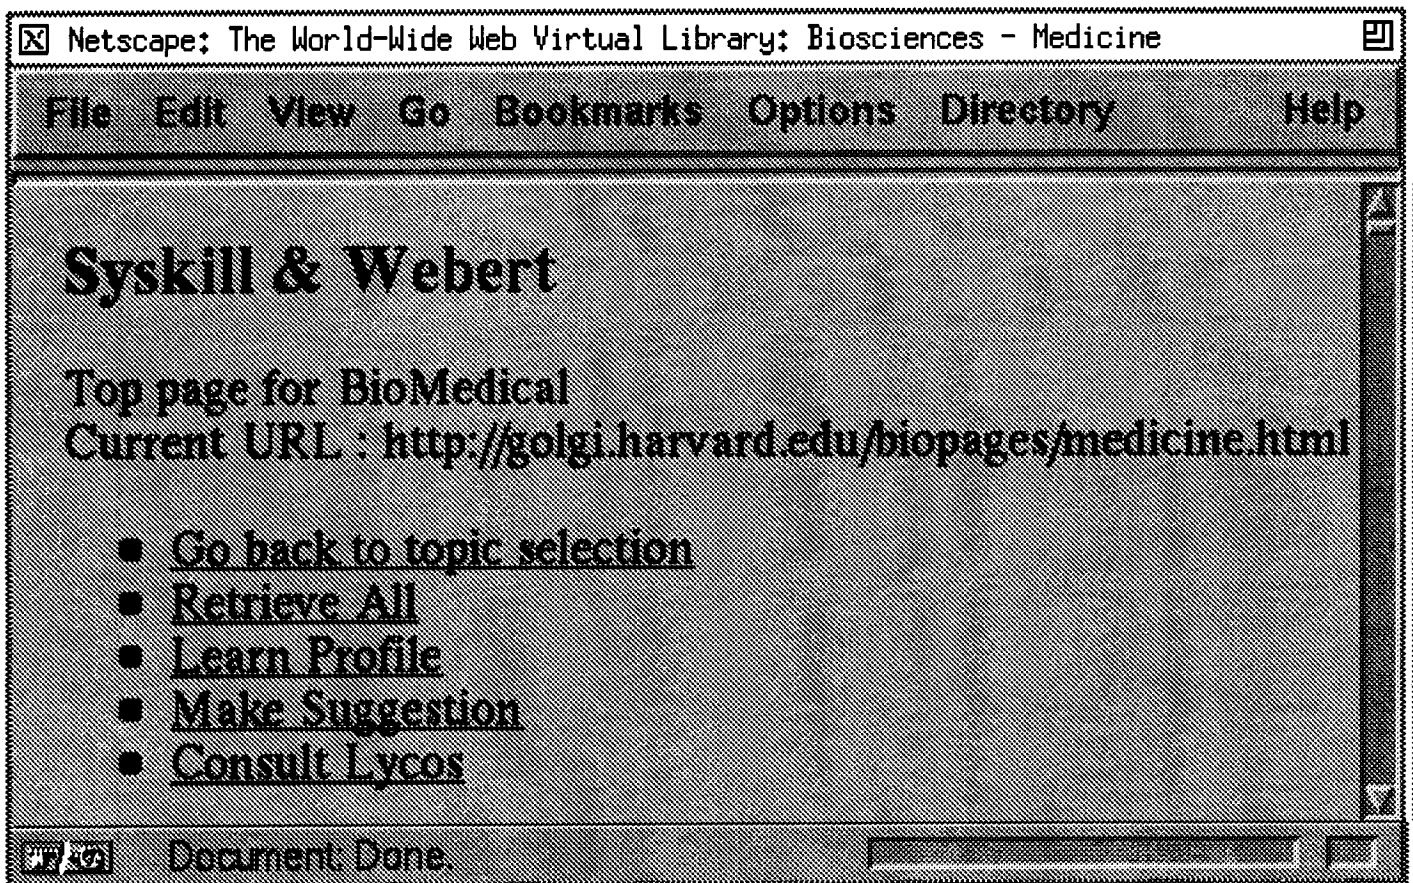 Netscape: The World-Wide Web Virtual Library: Biosciences - Medicine
File Edit View Go Bookmarks Options Directory Help
Syskill & Webert
Top page for BioMedical
Current URL : http://golgi.harvard.edu/biopages/medicine.html
Go back to topic selection
Retrieve All
Learn Profile
Make Suggestion
Consult Lycos
Document: Done.